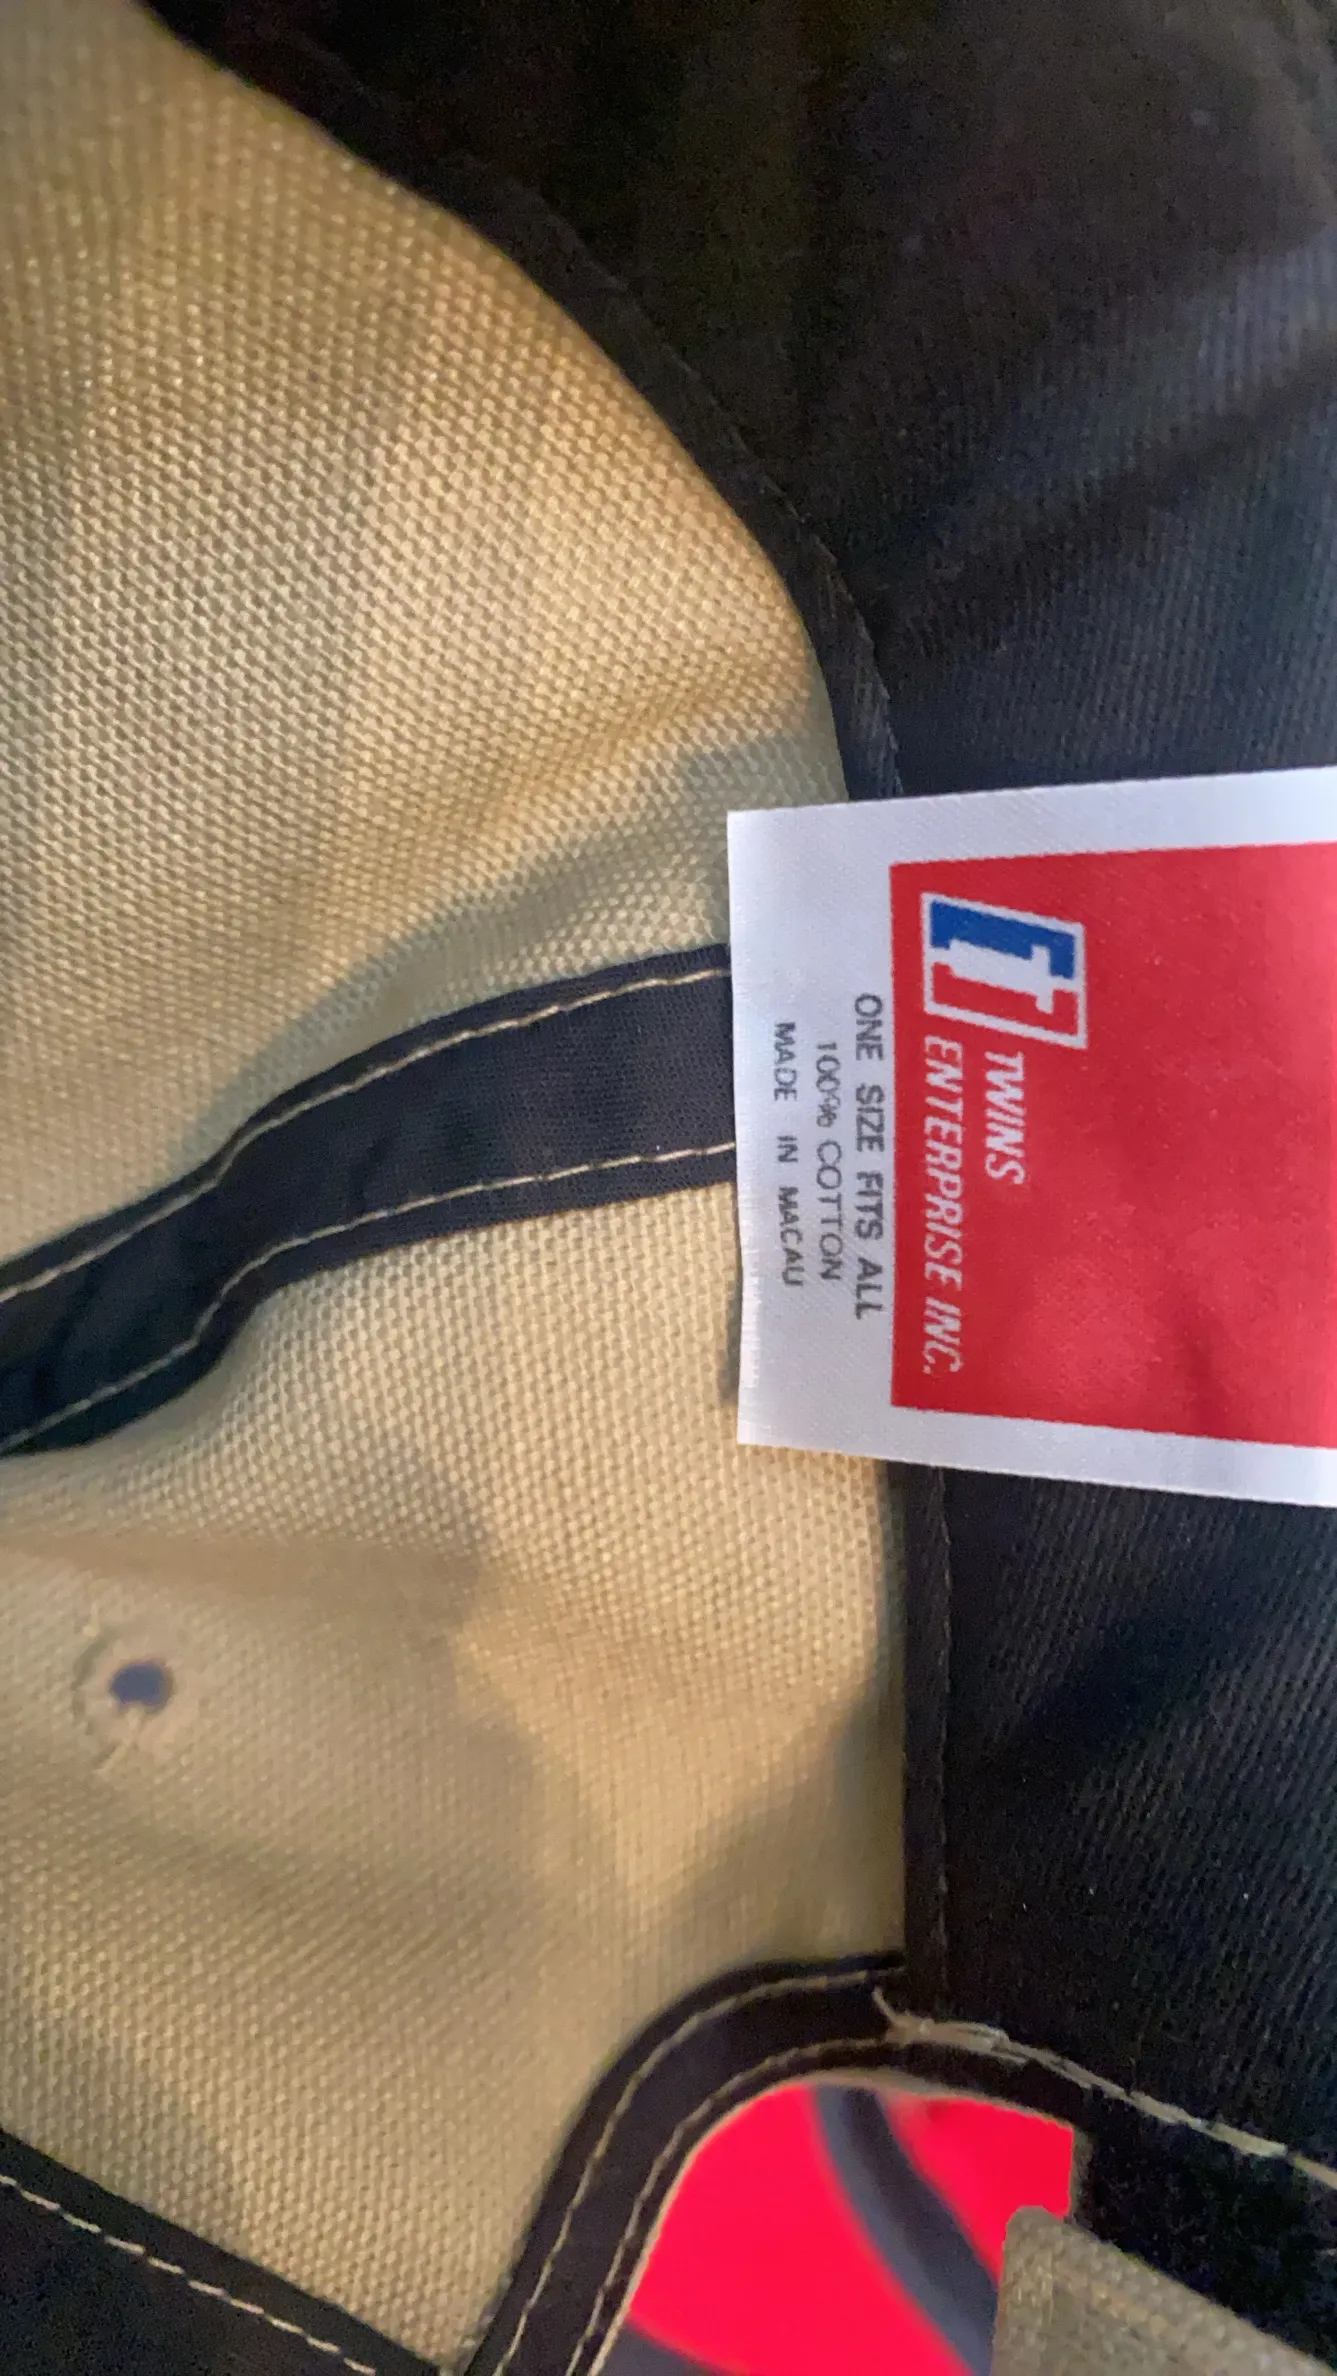 TWINS
ENTERPRISE INC.
ONE SIZE FITS ALL
100% COTTON
MADE IN MACAU